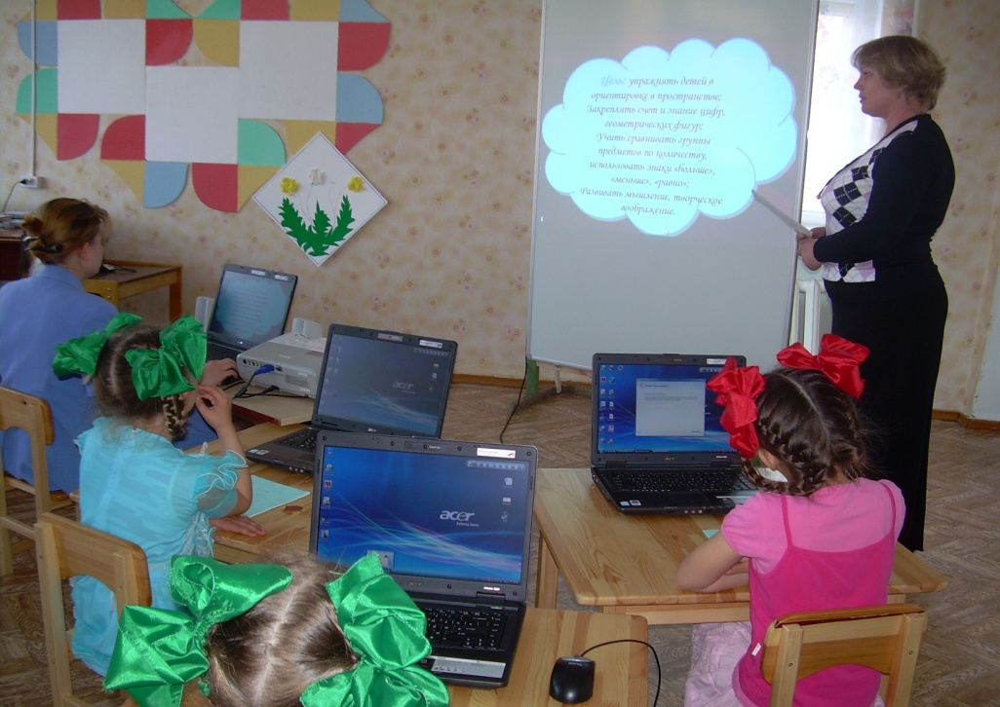 Цель: упражнять детей в
ориентировке в пространстве;
Закреплять счет и знание цифр,
геометрических фигур;
Учить сравнивать группы
предметов по количеству,
использовать знаки «больше»,
«меньше», «равно»;
Развивать мышление, творческое
воображение.
acer
acer